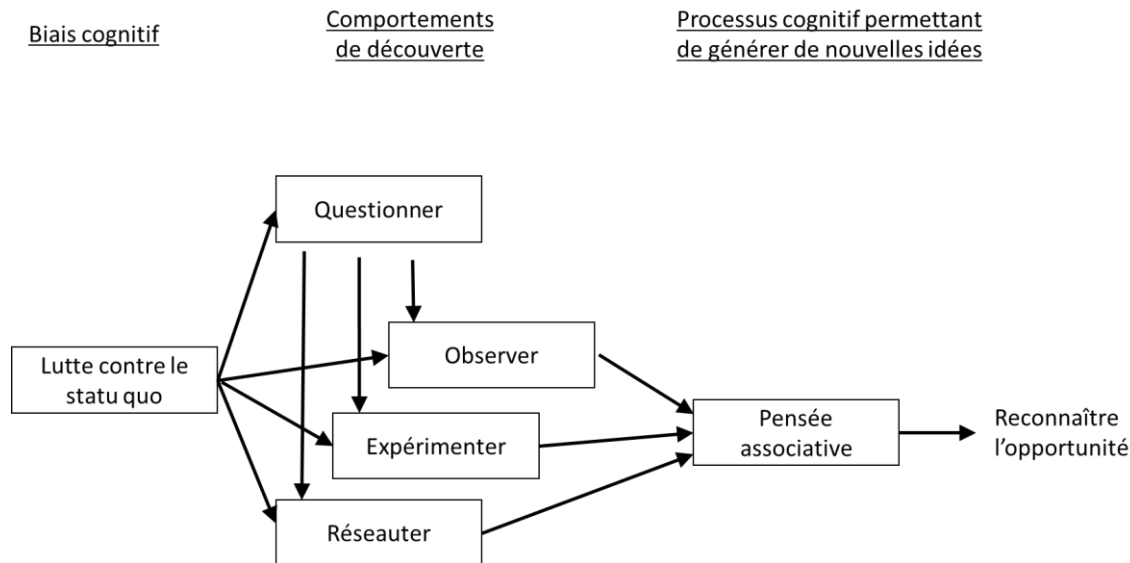 Biais cognitif
Comportements
de découverte
Processus cognitif permettant
de générer de nouvelles idées
Questionner
Observer
Lutte contre le
statu quo
Expérimenter
Réseauter
Pensée
associative
Reconnaître
l’opportunité